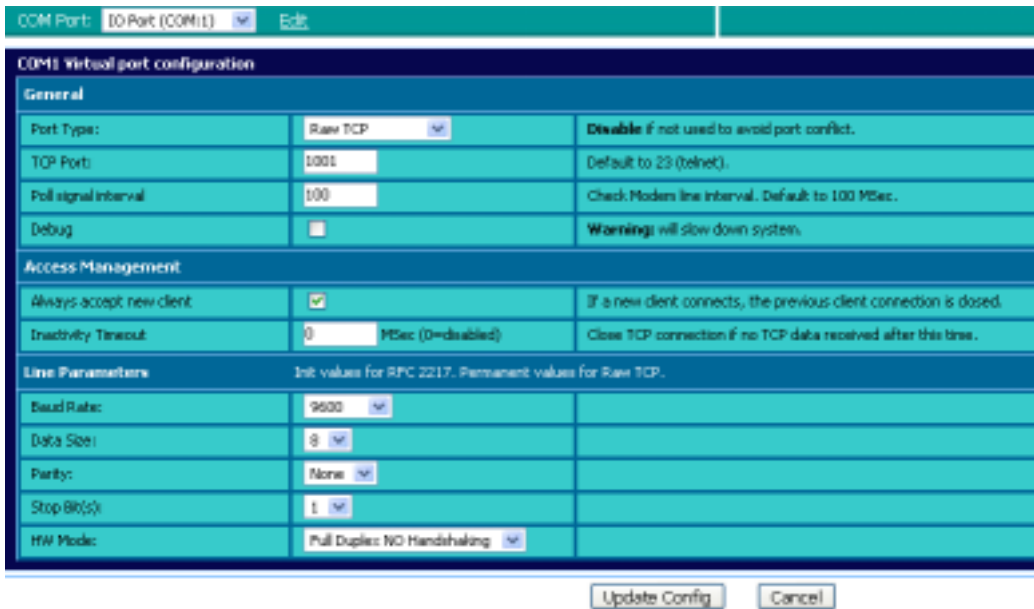 COM Port: IO Port (COM:1) Edit
COM1 Virtual port configuration
General
Port Type: Raw TCP Disable if not used to avoid port conflict.
TCP Port: 1001 Default to 23 (telnet).
Poll signal interval 100 Check Modem line interval. Default to 100 MSec.
Debug Warning: will slow down system.
Access Management
Always accept new client If a new client connects, the previous client connection is closed.
Inactivity Timeout 0 MSec (0=disabled) Close TCP connection if no TCP data received after this time.
Line Parameters Init values for RFC 2217. Permanent values for Raw TCP.
Baud Rate: 9600
Data Size: 8
Parity: None
Stop Bit(s): 1
HW Mode: Full Duplex NO Handshaking
Update Config Cancel